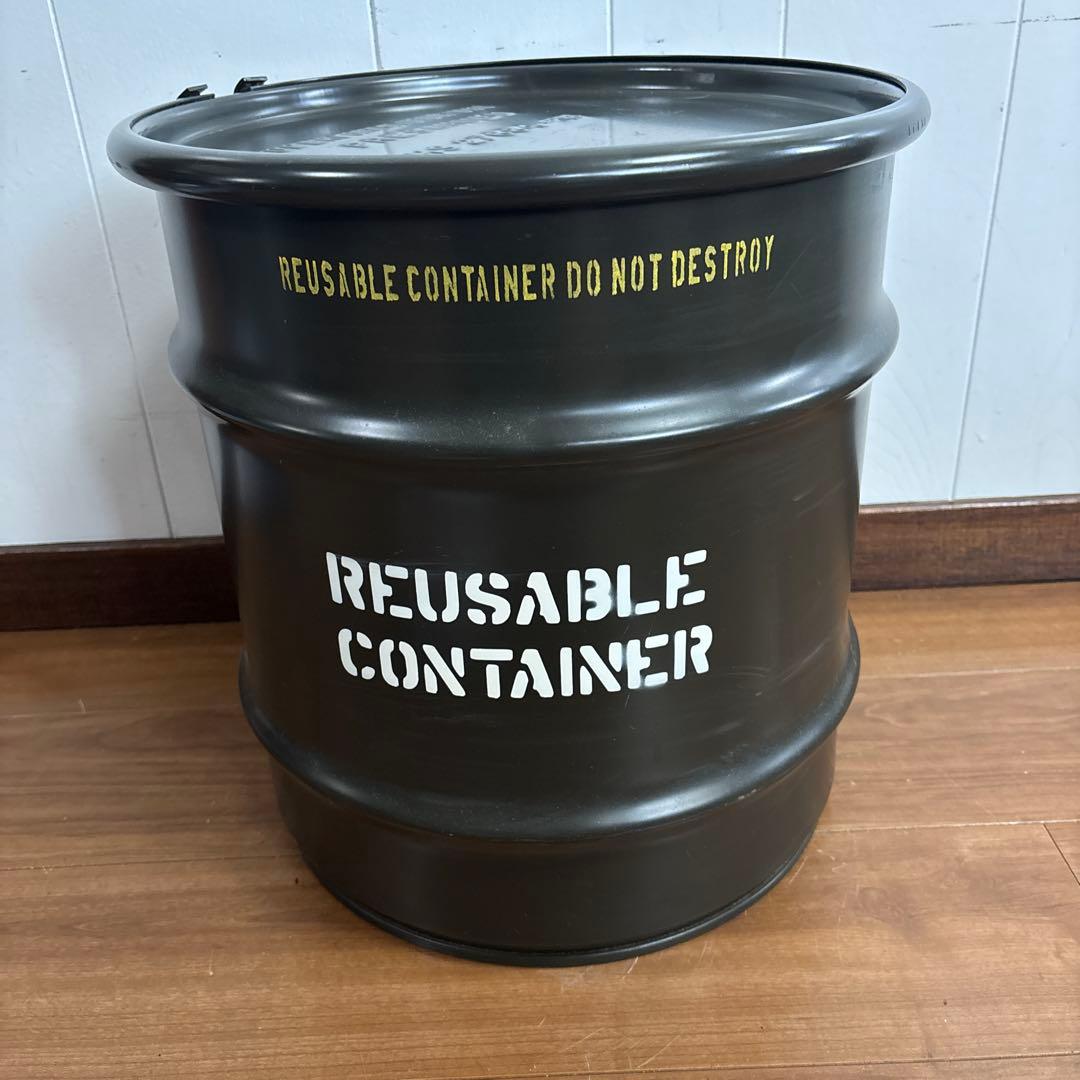 REUSABLE CONTAINER DO NOT DESTROY
REUSABLE
CONTAINER